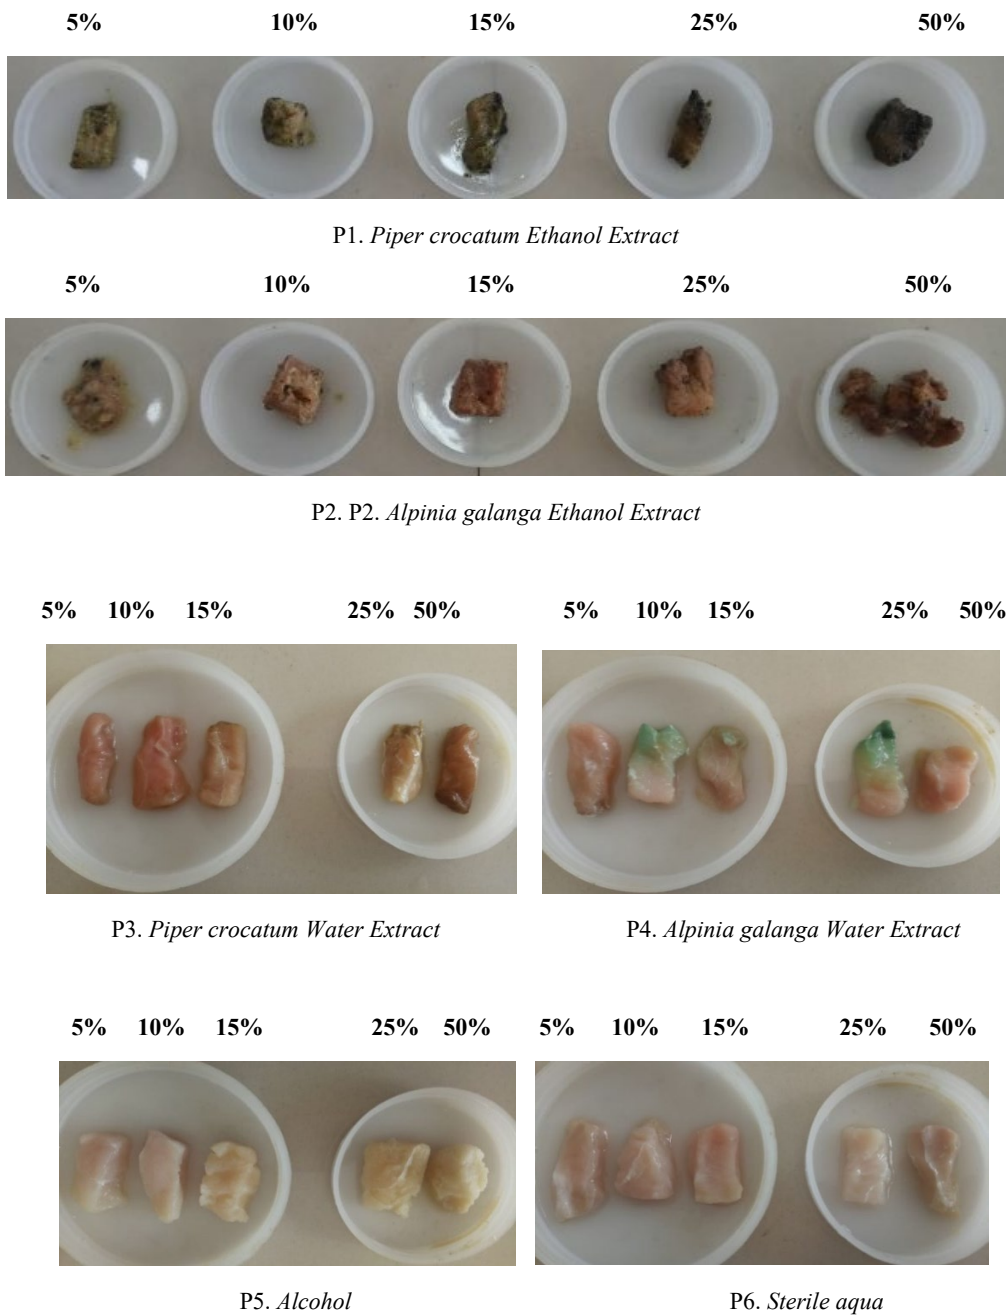 5% 10% 15% 25% 50%
P1. Piper crocatum Ethanol Extract
5% 10% 15% 25% 50%
P2. P2. Alpinia galanga Ethanol Extract
5% 10% 15% 25% 50% 5% 10% 15% 25% 50%
P3. Piper crocatum Water Extract P4. Alpinia galanga Water Extract
5% 10% 15% 25% 50% 5% 10% 15% 25% 50%
P5. Alcohol P6. Sterile aqua